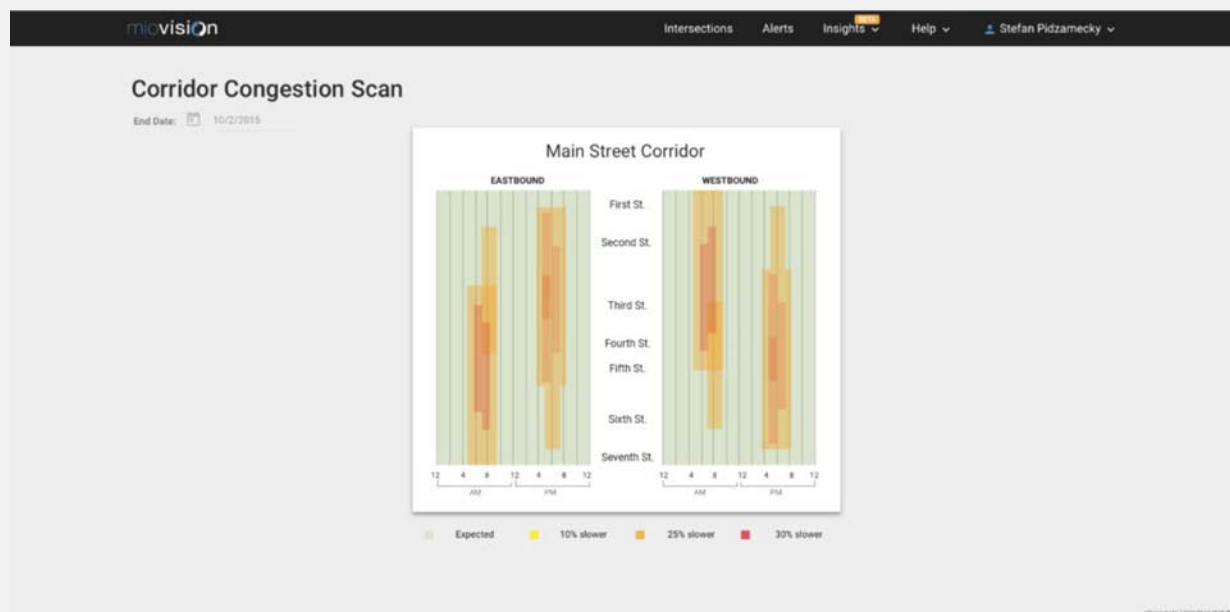 miovision
Intersections Alerts Insights BETA Help Stefan Pidzamecky
Corridor Congestion Scan
End Date: 10/2/2015
Main Street Corridor
EASTBOUND WESTBOUND
First St.
Second St.
Third St.
Fourth St.
Fifth St.
Sixth St.
Seventh St.
12 4 8 12 4 8 12 12 4 8 12 4 8 12
AM PM AM PM
Expected 10% slower 25% slower 30% slower